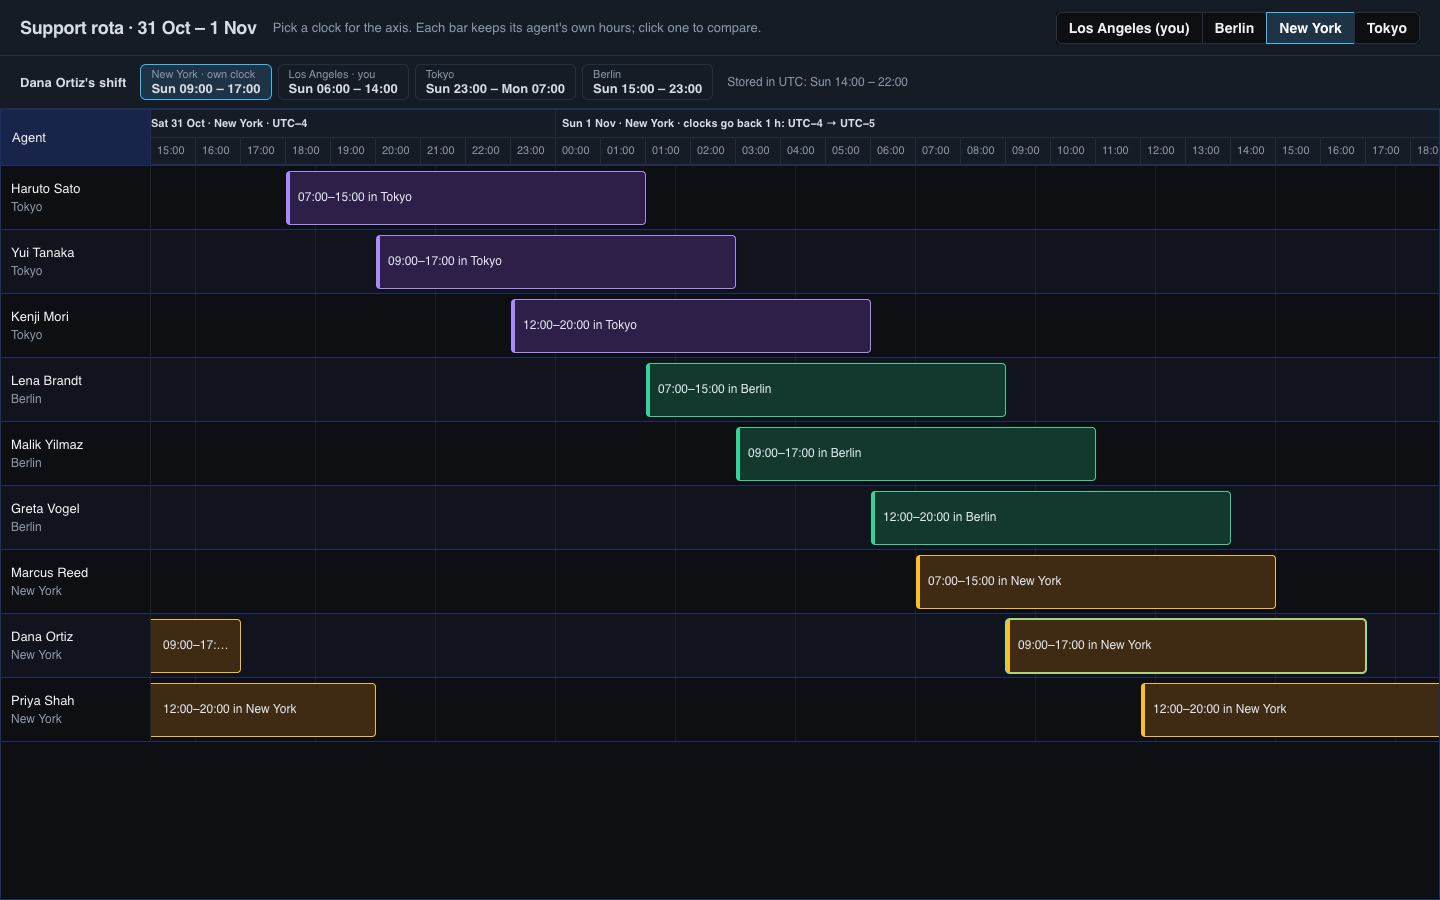 Support rota · 31 Oct – 1 Nov
Pick a clock for the axis. Each bar keeps its agent's own hours; click one to compare.
Los Angeles (you) Berlin New York Tokyo
Dana Ortiz's shift
New York · own clock
Sun 09:00 – 17:00
Los Angeles · you
Sun 06:00 – 14:00
Tokyo
Sun 23:00 – Mon 07:00
Berlin
Sun 15:00 – 23:00
Stored in UTC: Sun 14:00 – 22:00
Agent
Sat 31 Oct · New York · UTC–4
Sun 1 Nov · New York · clocks go back 1 h: UTC–4 → UTC–5
15:00 16:00 17:00 18:00 19:00 20:00 21:00 22:00 23:00 00:00 01:00 01:00 02:00 03:00 04:00 05:00 06:00 07:00 08:00 09:00 10:00 11:00 12:00 13:00 14:00 15:00 16:00 17:00 18:0
Haruto Sato
Tokyo
07:00–15:00 in Tokyo
Yui Tanaka
Tokyo
09:00–17:00 in Tokyo
Kenji Mori
Tokyo
12:00–20:00 in Tokyo
Lena Brandt
Berlin
07:00–15:00 in Berlin
Malik Yilmaz
Berlin
09:00–17:00 in Berlin
Greta Vogel
Berlin
12:00–20:00 in Berlin
Marcus Reed
New York
07:00–15:00 in New York
Dana Ortiz
New York
09:00–17:…
09:00–17:00 in New York
Priya Shah
New York
12:00–20:00 in New York
12:00–20:00 in New York